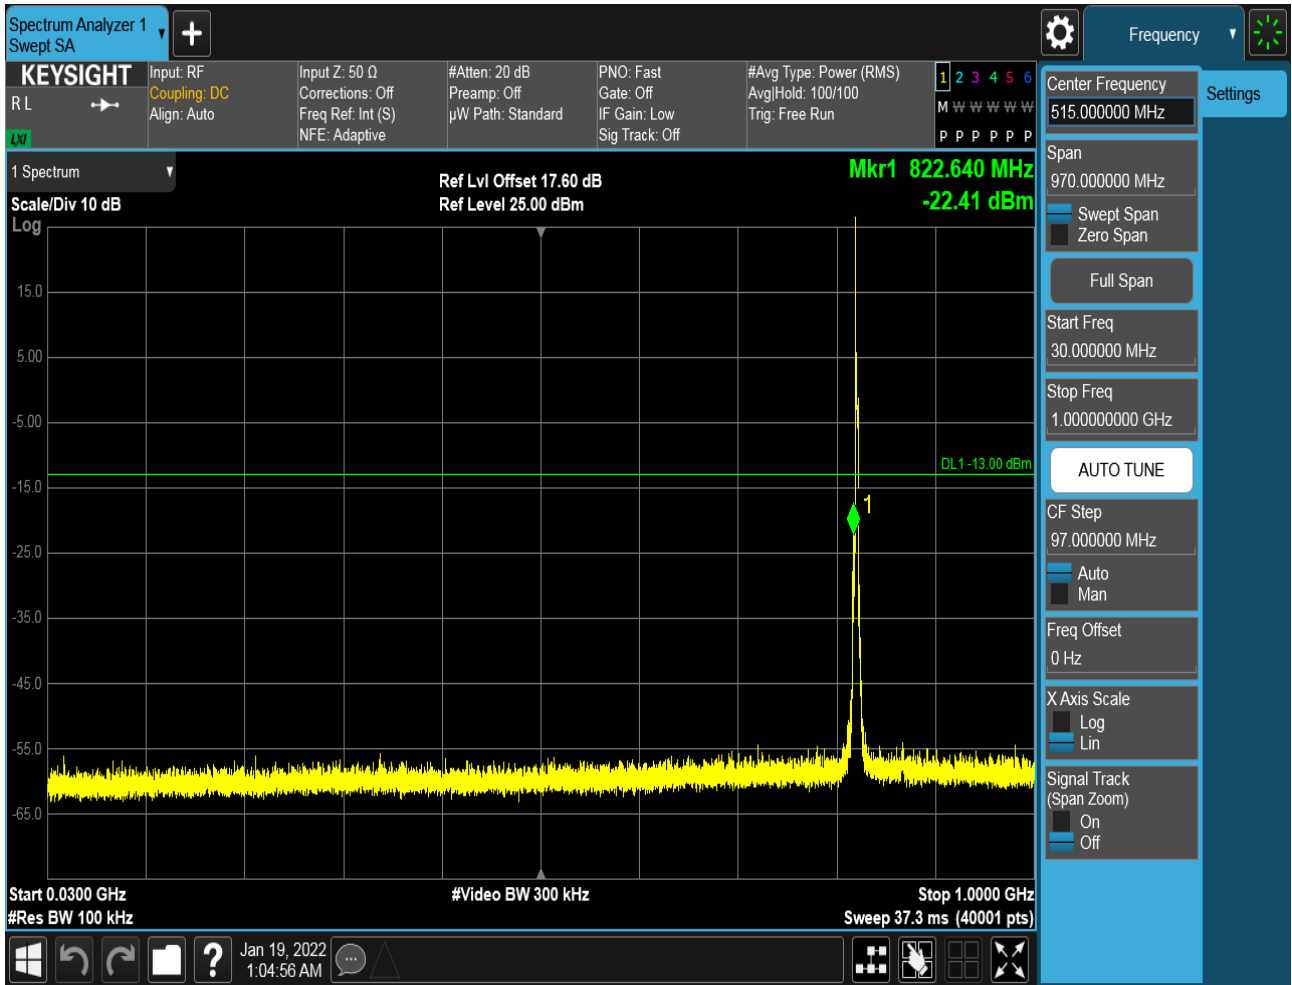 Spectrum Analyzer 1
Swept SA
Frequency
KEYSIGHT
R L
LXI
Input: RF
Coupling: DC
Align: Auto
Input Z: 50 Ω
Corrections: Off
Freq Ref: Int (S)
NFE: Adaptive
#Atten: 20 dB
Preamp: Off
µW Path: Standard
PNO: Fast
Gate: Off
IF Gain: Low
Sig Track: Off
#Avg Type: Power (RMS)
Avg|Hold: 100/100
Trig: Free Run
1 2 3 4 5 6
M W W W W W
P P P P P P
1 Spectrum
Scale/Div 10 dB
Log
Ref Lvl Offset 17.60 dB
Ref Level 25.00 dBm
Mkr1 822.640 MHz
-22.41 dBm
15.0
5.00
-5.00
-15.0
-25.0
-35.0
-45.0
-55.0
-65.0
DL1 -13.00 dBm
1
Start 0.0300 GHz
#Res BW 100 kHz
#Video BW 300 kHz
Stop 1.0000 GHz
Sweep 37.3 ms (40001 pts)
Jan 19, 2022
1:04:56 AM
Center Frequency
515.000000 MHz
Settings
Span
970.000000 MHz
Swept Span
Zero Span
Full Span
Start Freq
30.000000 MHz
Stop Freq
1.000000000 GHz
AUTO TUNE
CF Step
97.000000 MHz
Auto
Man
Freq Offset
0 Hz
X Axis Scale
Log
Lin
Signal Track
(Span Zoom)
On
Off